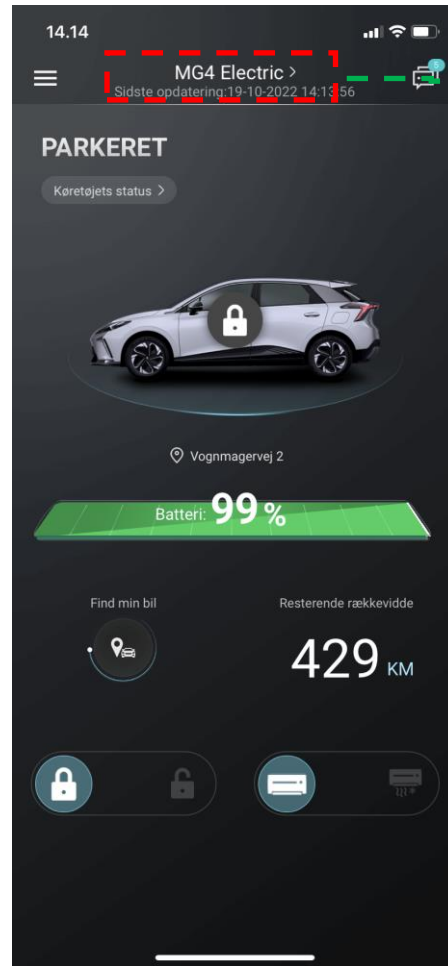 14.14
MG4 Electric >
Sidste opdatering:19-10-2022 14:13:56
5
PARKERET
Køretøjets status >
Vognmagervej 2
Batteri: 99 %
Find min bil
Resterende rækkevidde
429 KM